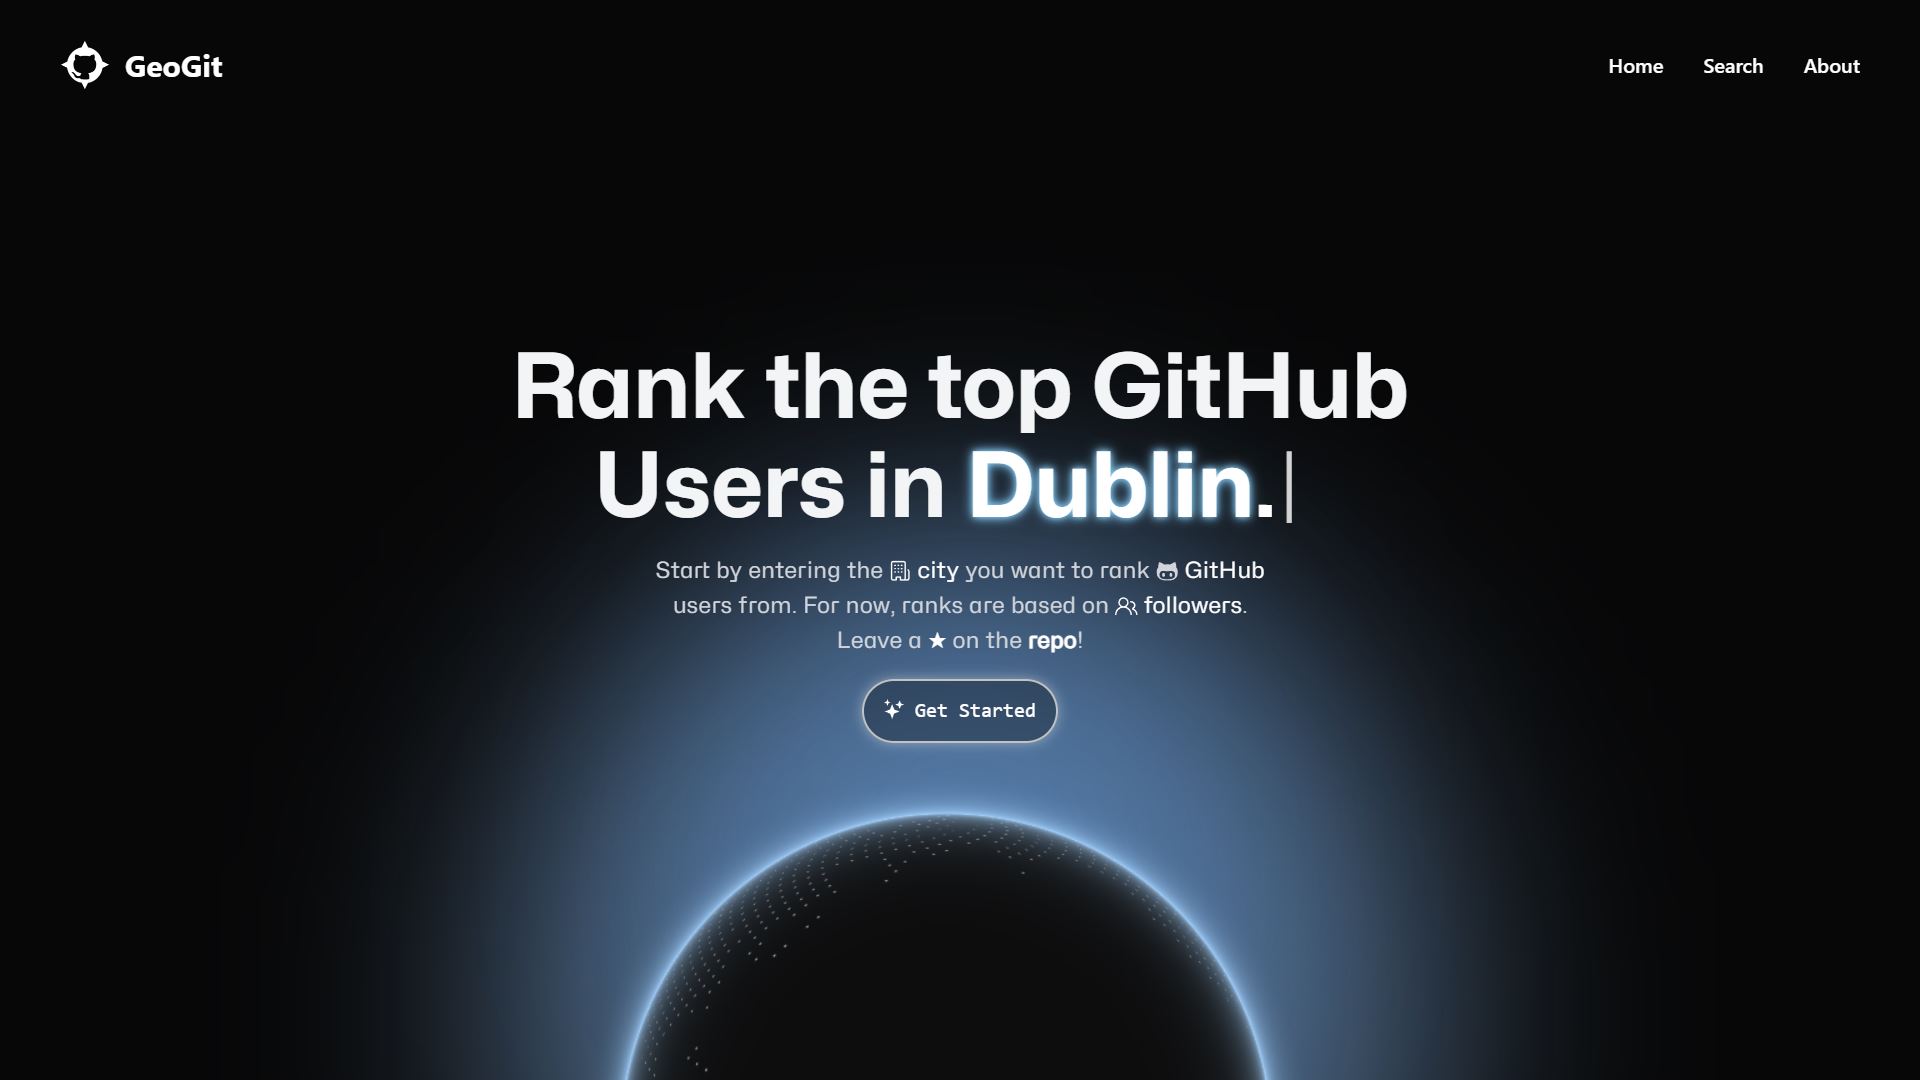 GeoGit
Home
Search
About
Rank the top GitHub
Users in Dublin.
Start by entering the city you want to rank GitHub
users from. For now, ranks are based on followers.
Leave a ★ on the repo!
Get Started